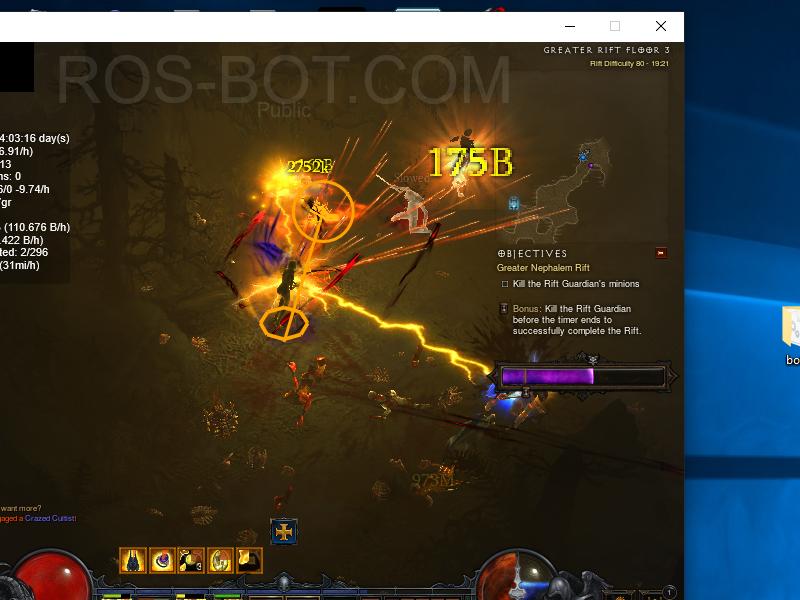 GREATER RIFT FLOOR 3
Rift Difficulty 80 - 19:21
ROS-BOT.COM
Public
4:03:16 day(s)
6.91/h)
13
ns: 0
6/0 -9.74/h
/gr
(110.676 B/h)
.422 B/h)
ted: 2/296
(31mi/h)
175B
Slowed
OBJECTIVES
Greater Nephalem Rift
Kill the Rift Guardian's minions
Bonus: Kill the Rift Guardian
before the timer ends to
successfully complete the Rift.
bo
973M
want more?
gaged a Crazed Cultist!
3
1